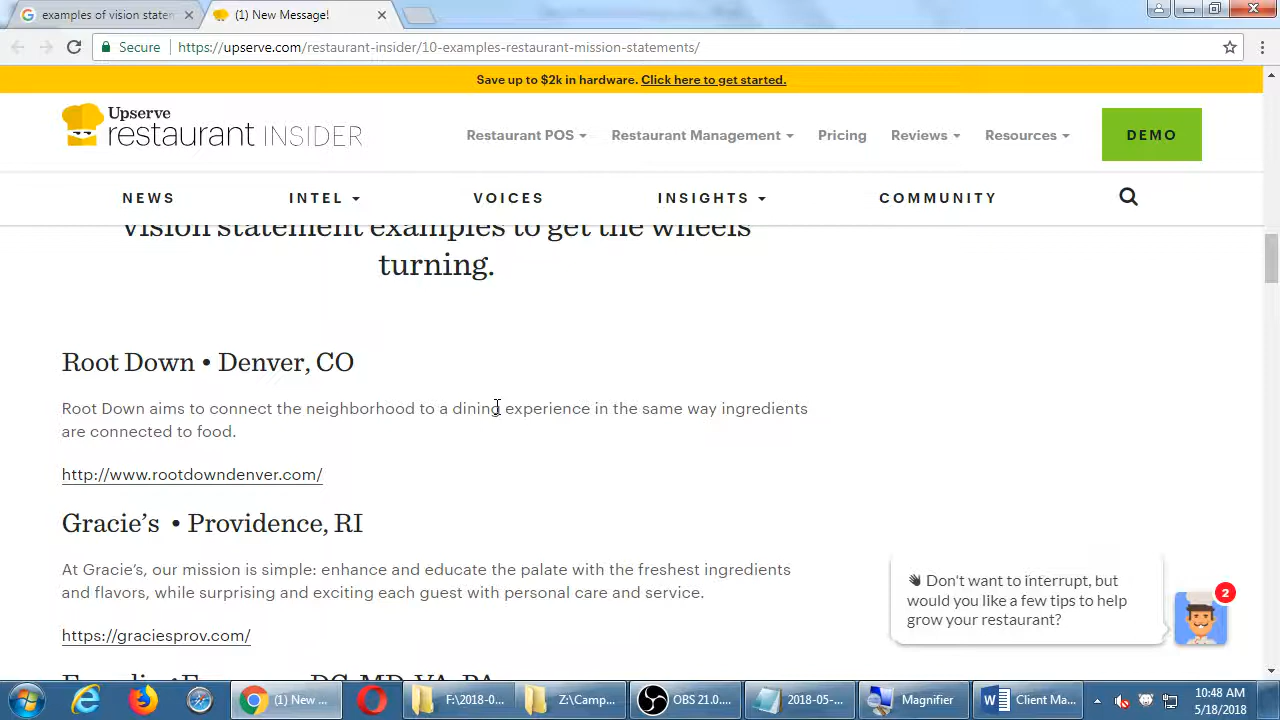 examples of vision statem
(1) New Message!
Secure
https://upserve.com/restaurant-insider/10-examples-restaurant-mission-statements/
Save up to $2k in hardware. Click here to get started.
Upserve
restaurant INSIDER
Restaurant POS
Restaurant Management
Pricing
Reviews
Resources
DEMO
NEWS
INTEL
VOICES
INSIGHTS
COMMUNITY
vision statement examples to get the wheels
turning.
Root Down • Denver, CO
Root Down aims to connect the neighborhood to a dining experience in the same way ingredients
are connected to food.
http://www.rootdowndenver.com/
Gracie’s • Providence, RI
At Gracie’s, our mission is simple: enhance and educate the palate with the freshest ingredients
and flavors, while surprising and exciting each guest with personal care and service.
https://graciesprov.com/
DC, MD, VA, PA
👋 Don't want to interrupt, but
would you like a few tips to help
grow your restaurant?
2
(1) New ...
F:\2018-0...
Z:\Camp...
OBS 21.0....
2018-05-...
Magnifier
Client Ma...
10:48 AM
5/18/2018